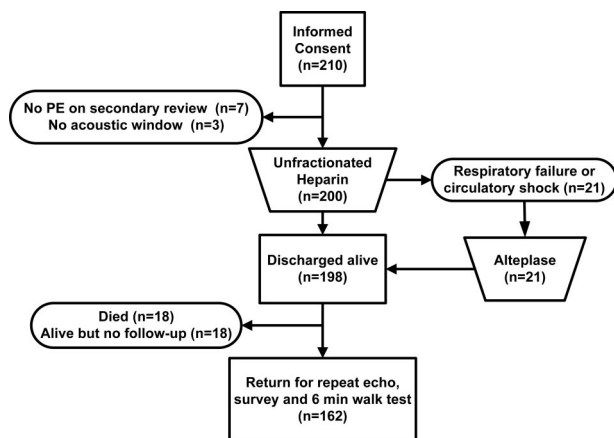 Informed
Consent
(n=210)
No PE on secondary review (n=7)
No acoustic window (n=3)
Unfractionated
Heparin
(n=200)
Respiratory failure or
circulatory shock (n=21)
Discharged alive
(n=198)
Alteplase
(n=21)
Died (n=18)
Alive but no follow-up (n=18)
Return for repeat echo,
survey and 6 min walk test
(n=162)